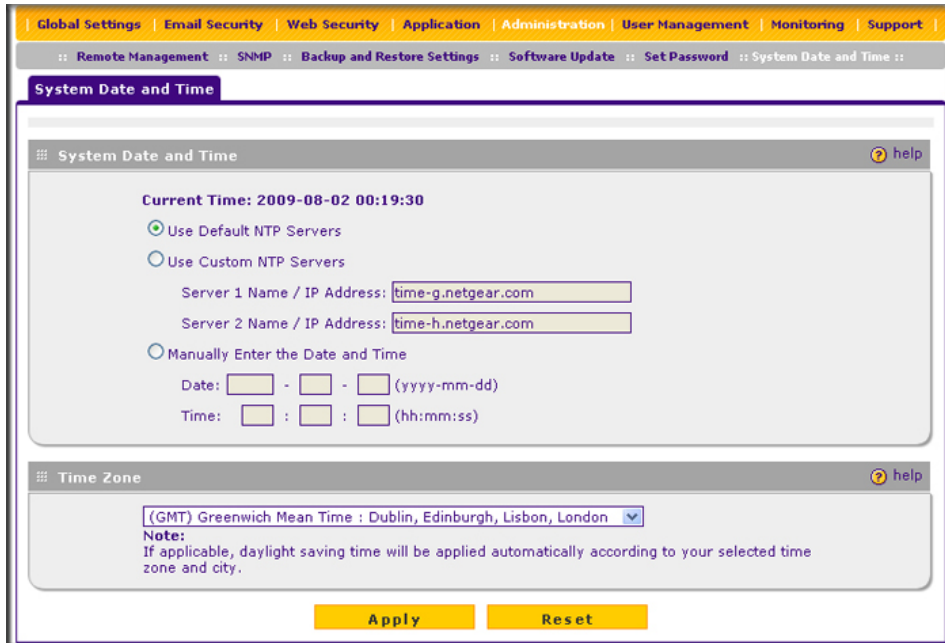 Global Settings | Email Security | Web Security | Application | Administration | User Management | Monitoring | Support |
:: Remote Management :: SNMP :: Backup and Restore Settings :: Software Update :: Set Password :: System Date and Time ::
System Date and Time
System Date and Time ? help
Current Time: 2009-08-02 00:19:30
Use Default NTP Servers
Use Custom NTP Servers
Server 1 Name / IP Address: time-g.netgear.com
Server 2 Name / IP Address: time-h.netgear.com
Manually Enter the Date and Time
Date: - - (yyyy-mm-dd)
Time: : : (hh:mm:ss)
Time Zone ? help
(GMT) Greenwich Mean Time : Dublin, Edinburgh, Lisbon, London
Note:
If applicable, daylight saving time will be applied automatically according to your selected time
zone and city.
Apply Reset